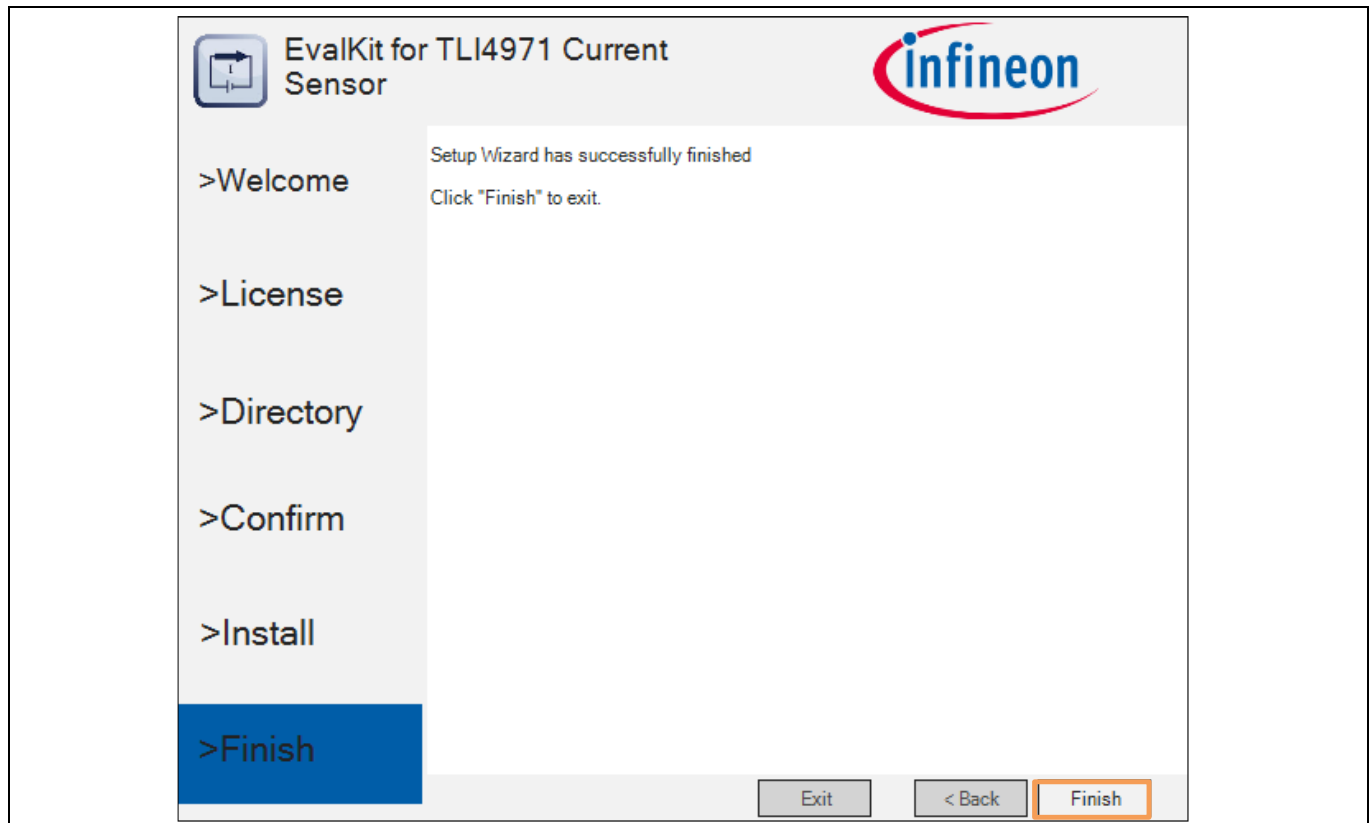 EvalKit for TLI4971 Current
Sensor
infineon
>Welcome
Setup Wizard has successfully finished
Click "Finish" to exit.
>License
>Directory
>Confirm
>Install
>Finish
Exit
< Back
Finish